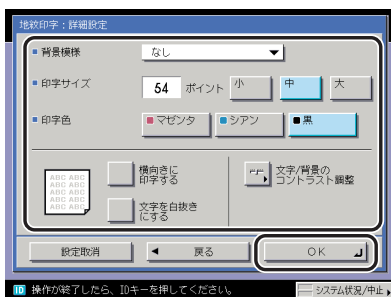 地紋印字：詳細設定
背景模様 なし
印字サイズ 54 ポイント 小 中 大
印字色 マゼンタ シアン 黒
ABC ABC
ABC ABC
ABC ABC
ABC ABC
ABC ABC
横向きに
印字する
文字を白抜き
にする
文字/背景の
コントラスト調整
設定取消 戻る OK
ID 操作が終了したら、IDキーを押してください。 システム状況/中止